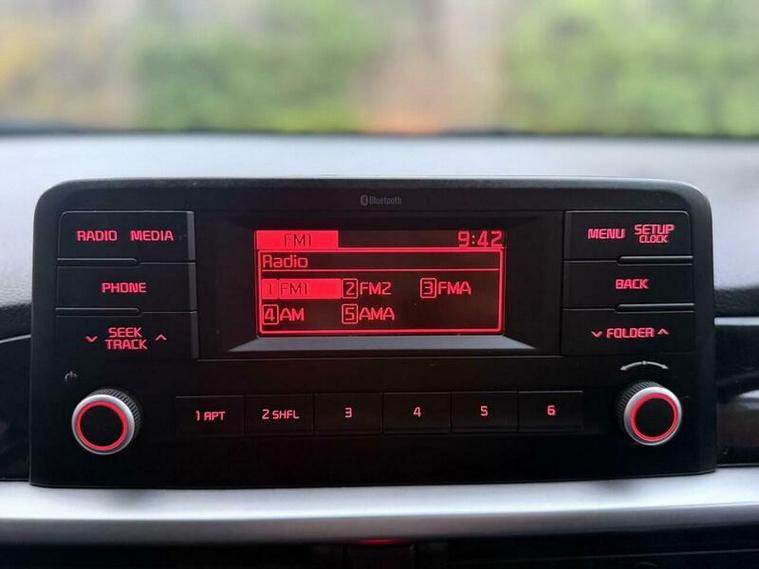 Bluetooth
RADIO MEDIA
PHONE
SEEK
TRACK
FM1 9:42
Radio
1 FM1 2 FM2 3 FMA
4 AM 5 AMA
MENU SETUP
CLOCK
BACK
FOLDER
1 RPT 2 SHFL 3 4 5 6